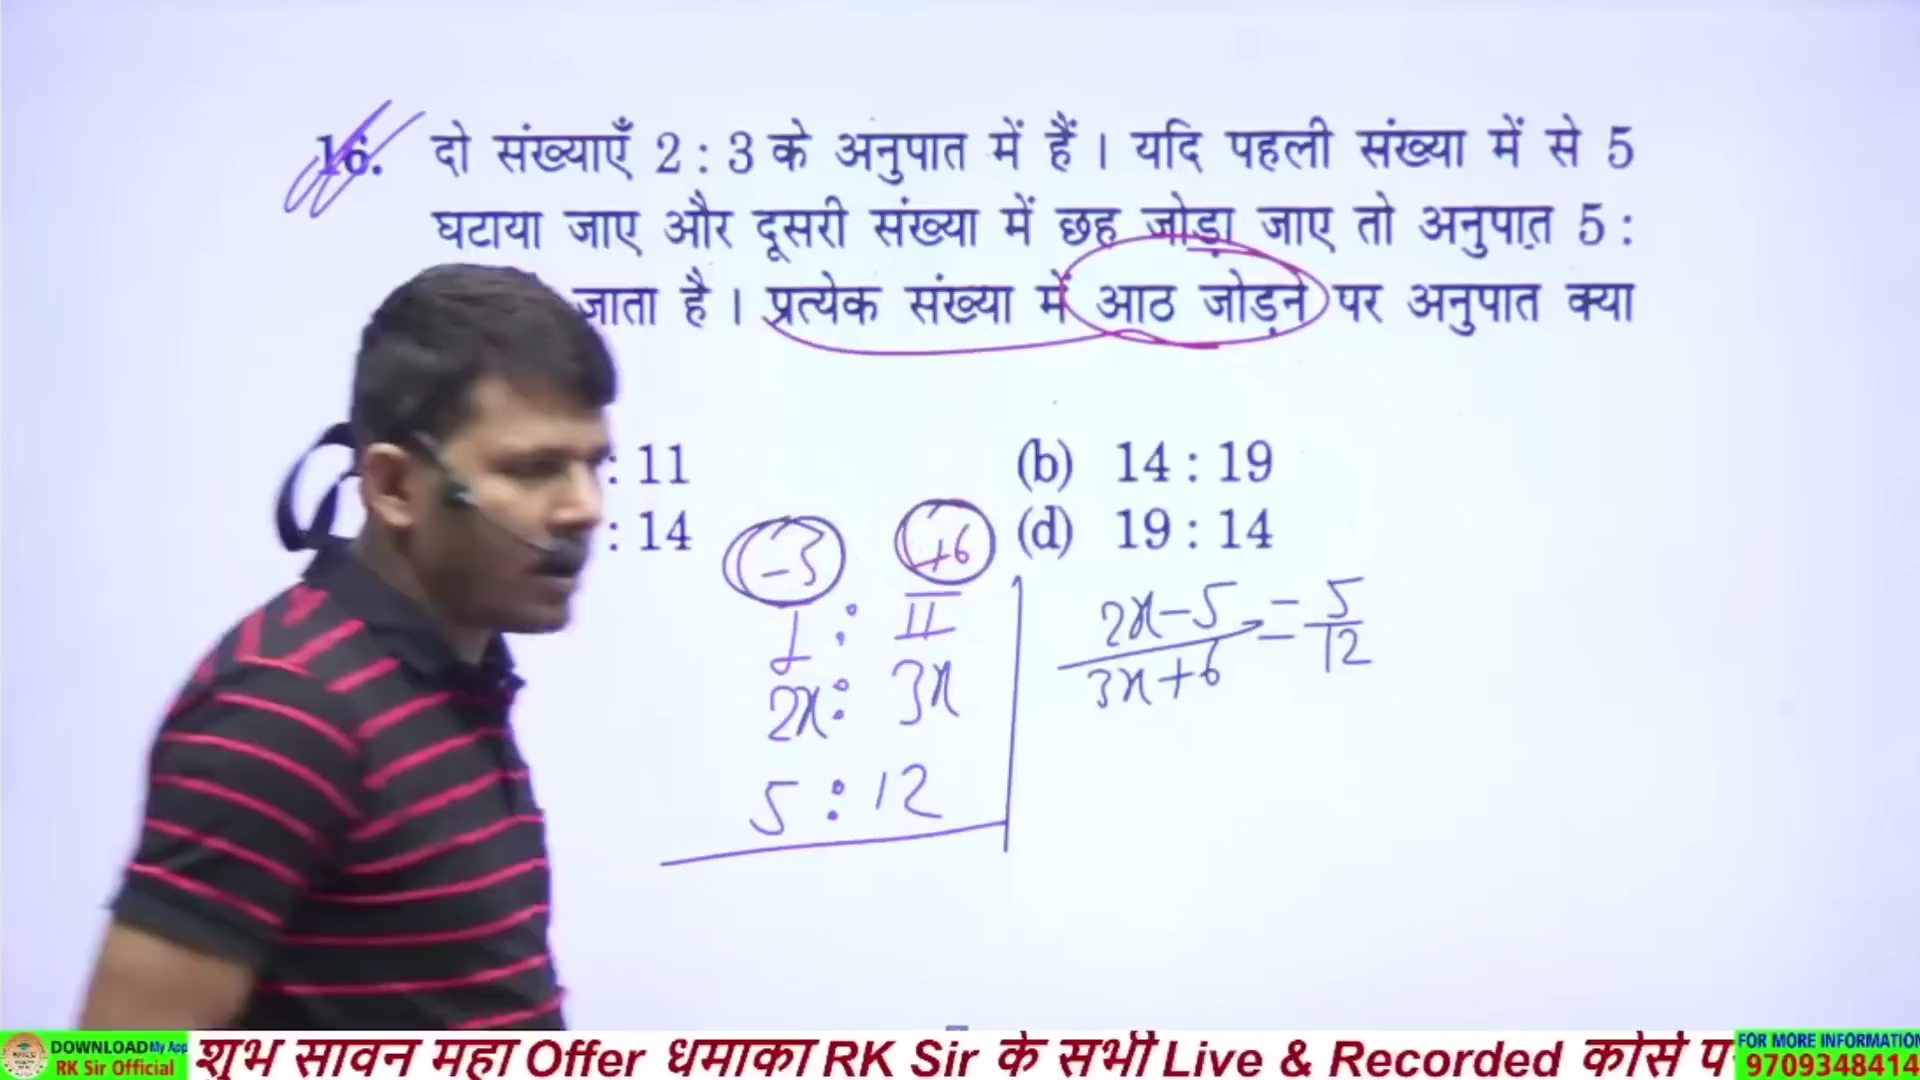 16. दो संख्याएँ 2 : 3 के अनुपात में हैं । यदि पहली संख्या में से 5
घटाया जाए और दूसरी संख्या में छह जोड़ा जाए तो अनुपात 5 :
जाता है । प्रत्येक संख्या में आठ जोड़ने पर अनुपात क्या
: 11 (b) 14 : 19
: 14 (d) 19 : 14
-5 +6
I : II
2x : 3x
5 : 12
2x-5 = 5
3x+6 12
DOWNLOAD My App
RK Sir Official
शुभ सावन महा Offer धमाका RK Sir के सभी Live & Recorded कोर्स प
FOR MORE INFORMATION
9709348414